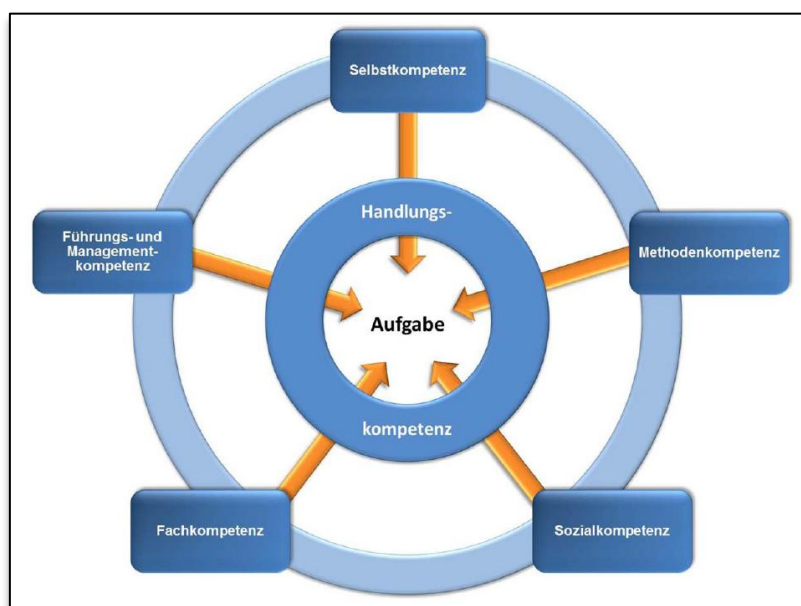 Selbstkompetenz
Handlungs-
Führungs- und
Management-
kompetenz
Methodenkompetenz
Aufgabe
kompetenz
Fachkompetenz
Sozialkompetenz